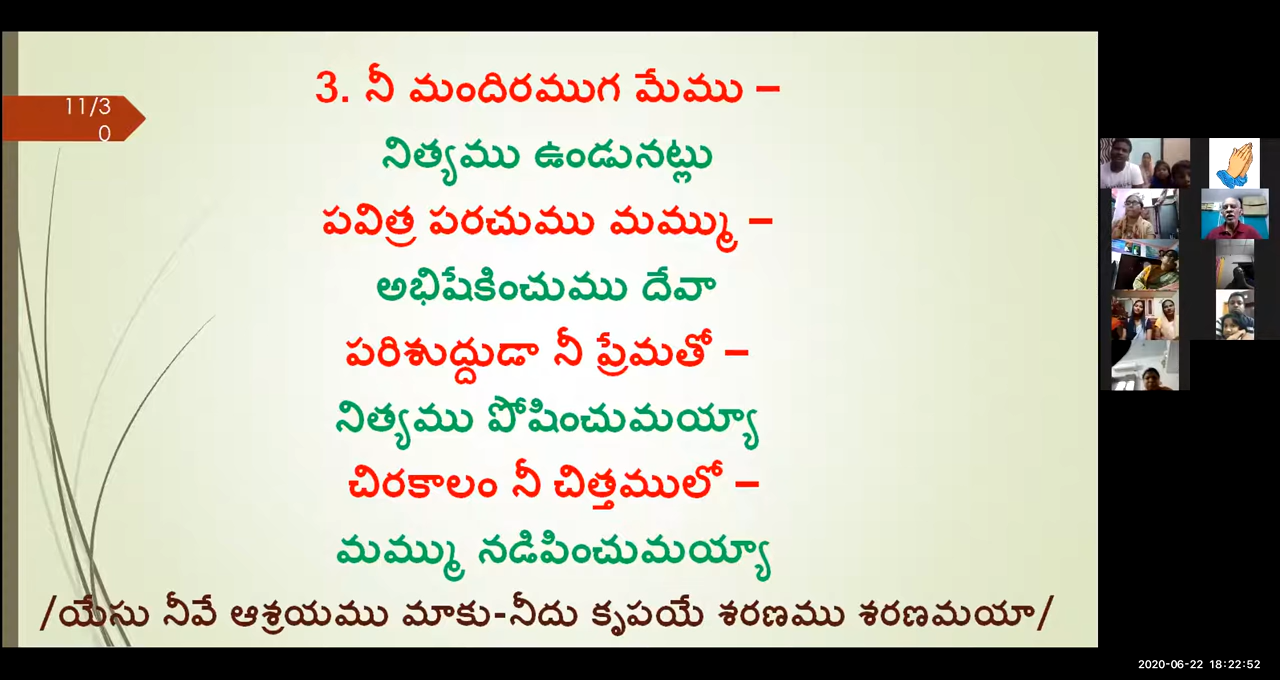 3. నీ మందిరముగ మేము –
11/3
0
నిత్యము ఉండునట్లు
పవిత్ర పరచుము మమ్ము –
అభిషేకించుము దేవా
పరిశుద్దుడా నీ ప్రేమతో –
నిత్యము పోషించుమయ్యా
చిరకాలం నీ చిత్తములో –
మమ్ము నడిపించుమయ్యా
/యేసు నీవే ఆశ్రయము మాకు-నీదు కృపయే శరణము శరణమయా/
2020-06-22 18:22:52